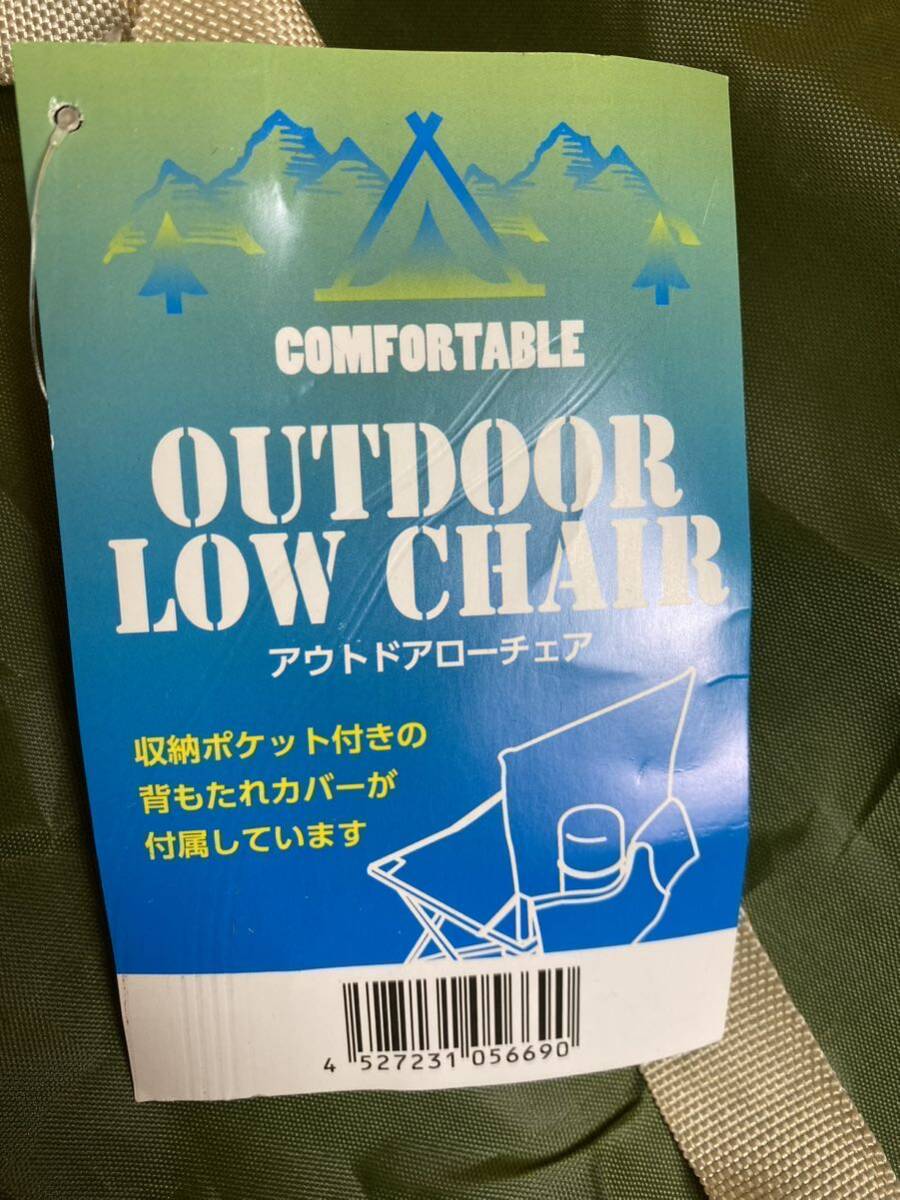 COMFORTABLE
OUTDOOR
LOW CHAIR
アウトドアローチェア
収納ポケット付きの
背もたれカバーが
付属しています
4 527231 056690